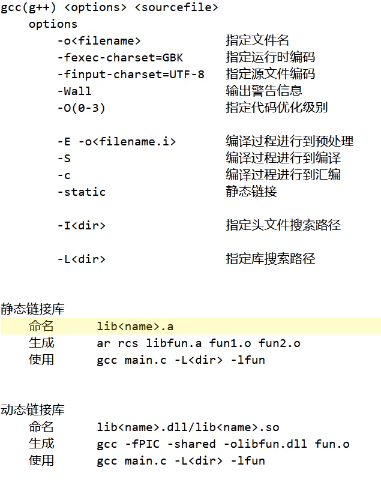 gcc(g++) <options> <sourcefile>
options
-o<filename> 指定文件名
-fexec-charset=GBK 指定运行时编码
-finput-charset=UTF-8 指定源文件编码
-Wall 输出警告信息
-O(0-3) 指定代码优化级别
-E -o<filename.i> 编译过程进行到预处理
-S 编译过程进行到编译
-c 编译过程进行到汇编
-static 静态链接
-I<dir> 指定头文件搜索路径
-L<dir> 指定库搜索路径
静态链接库
命名 lib<name>.a
生成 ar rcs libfun.a fun1.o fun2.o
使用 gcc main.c -L<dir> -lfun
动态链接库
命名 lib<name>.dll/lib<name>.so
生成 gcc -fPIC -shared -olibfun.dll fun.o
使用 gcc main.c -L<dir> -lfun